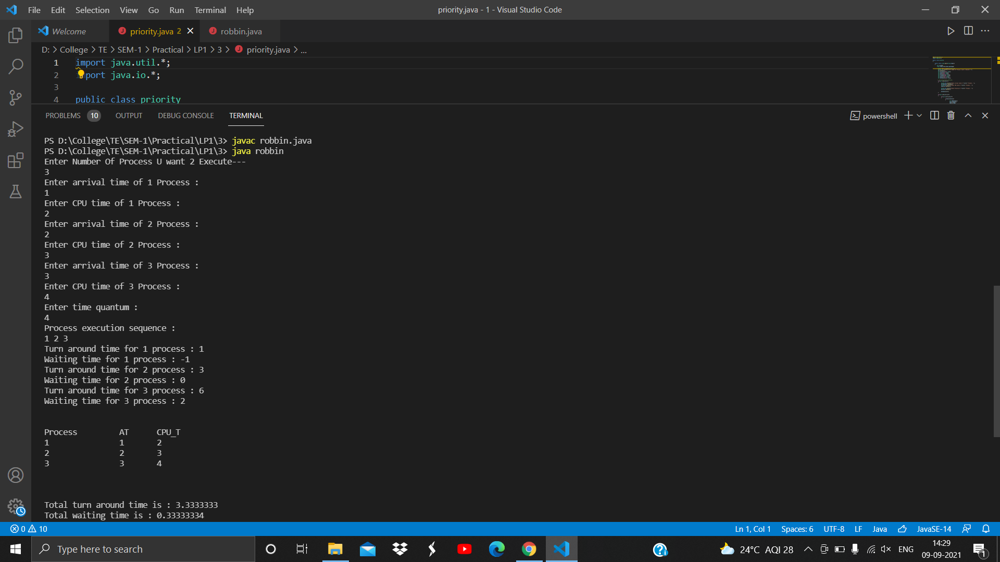 File Edit Selection View Go Run Terminal Help
priority.java - 1 - Visual Studio Code
Welcome
priority.java 2
robbin.java
D: > College > TE > SEM-1 > Practical > LP1 > 3 > priority.java > ...
1 import java.util.*;
2 import java.io.*;
3
4 public class priority
PROBLEMS 10 OUTPUT DEBUG CONSOLE TERMINAL
powershell
PS D:\College\TE\SEM-1\Practical\LP1\3> javac robbin.java
PS D:\College\TE\SEM-1\Practical\LP1\3> java robbin
Enter Number Of Process U want 2 Execute---
3
Enter arrival time of 1 Process :
1
Enter CPU time of 1 Process :
2
Enter arrival time of 2 Process :
2
Enter CPU time of 2 Process :
3
Enter arrival time of 3 Process :
3
Enter CPU time of 3 Process :
4
Enter time quantum :
4
Process execution sequence :
1 2 3
Turn around time for 1 process : 1
Waiting time for 1 process : -1
Turn around time for 2 process : 3
Waiting time for 2 process : 0
Turn around time for 3 process : 6
Waiting time for 3 process : 2
Process AT CPU_T
1 1 2
2 2 3
3 3 4
Total turn around time is : 3.3333333
Total waiting time is : 0.33333334
0 10
Ln 1, Col 1 Spaces: 6 UTF-8 LF Java JavaSE-14
Type here to search
24°C AQI 28
ENG
14:29
09-09-2021
1